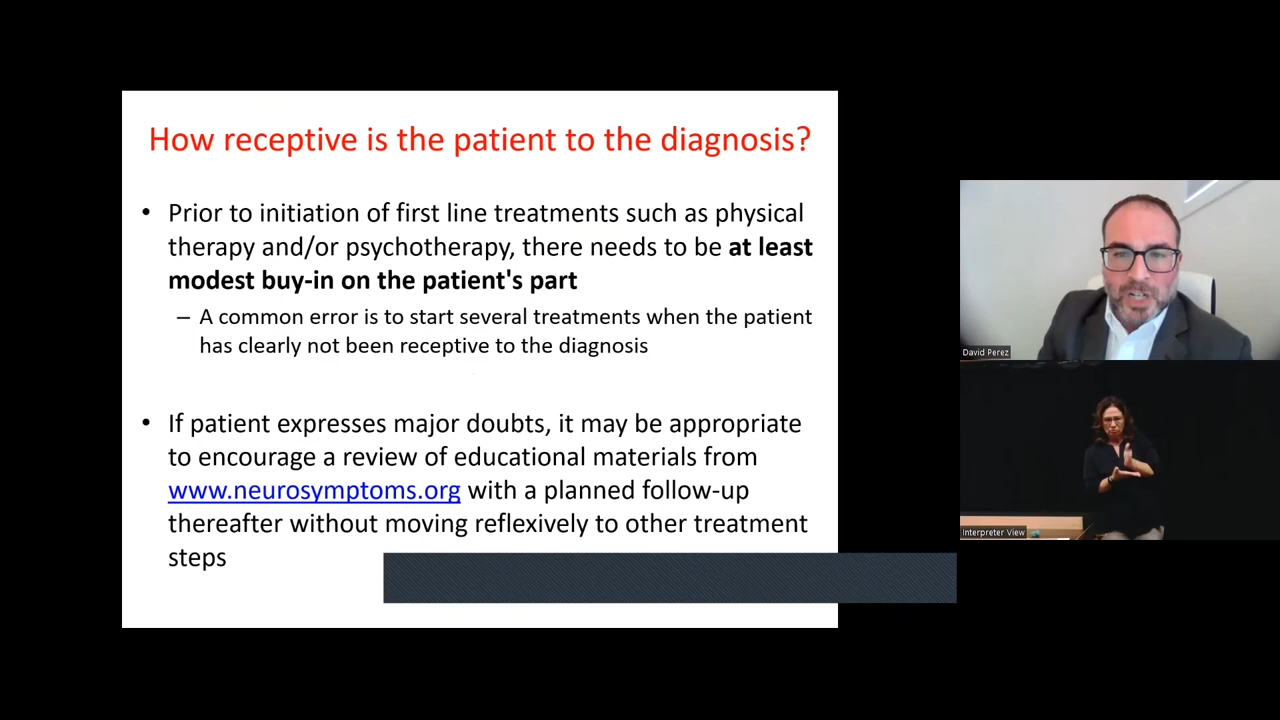 How receptive is the patient to the diagnosis?
• Prior to initiation of first line treatments such as physical
therapy and/or psychotherapy, there needs to be at least
modest buy-in on the patient's part
– A common error is to start several treatments when the patient
has clearly not been receptive to the diagnosis
• If patient expresses major doubts, it may be appropriate
to encourage a review of educational materials from
www.neurosymptoms.org with a planned follow-up
thereafter without moving reflexively to other treatment
steps
David Perez
Interpreter View